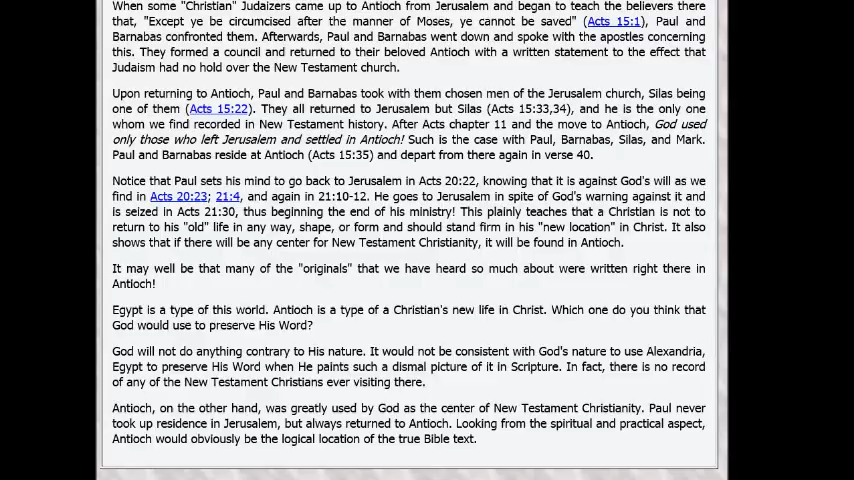 When some "Christian" Judaizers came up to Antioch from Jerusalem and began to teach the believers there
that, "Except ye be circumcised after the manner of Moses, ye cannot be saved" (Acts 15:1), Paul and
Barnabas confronted them. Afterwards, Paul and Barnabas went down and spoke with the apostles concerning
this. They formed a council and returned to their beloved Antioch with a written statement to the effect that
Judaism had no hold over the New Testament church.
Upon returning to Antioch, Paul and Barnabas took with them chosen men of the Jerusalem church, Silas being
one of them (Acts 15:22). They all returned to Jerusalem but Silas (Acts 15:33,34), and he is the only one
whom we find recorded in New Testament history. After Acts chapter 11 and the move to Antioch, God used
only those who left Jerusalem and settled in Antioch! Such is the case with Paul, Barnabas, Silas, and Mark.
Paul and Barnabas reside at Antioch (Acts 15:35) and depart from there again in verse 40.
Notice that Paul sets his mind to go back to Jerusalem in Acts 20:22, knowing that it is against God's will as we
find in Acts 20:23; 21:4, and again in 21:10-12. He goes to Jerusalem in spite of God's warning against it and
is seized in Acts 21:30, thus beginning the end of his ministry! This plainly teaches that a Christian is not to
return to his "old" life in any way, shape, or form and should stand firm in his "new location" in Christ. It also
shows that if there will be any center for New Testament Christianity, it will be found in Antioch.
It may well be that many of the "originals" that we have heard so much about were written right there in
Antioch!
Egypt is a type of this world. Antioch is a type of a Christian's new life in Christ. Which one do you think that
God would use to preserve His Word?
God will not do anything contrary to His nature. It would not be consistent with God's nature to use Alexandria,
Egypt to preserve His Word when He paints such a dismal picture of it in Scripture. In fact, there is no record
of any of the New Testament Christians ever visiting there.
Antioch, on the other hand, was greatly used by God as the center of New Testament Christianity. Paul never
took up residence in Jerusalem, but always returned to Antioch. Looking from the spiritual and practical aspect,
Antioch would obviously be the logical location of the true Bible text.